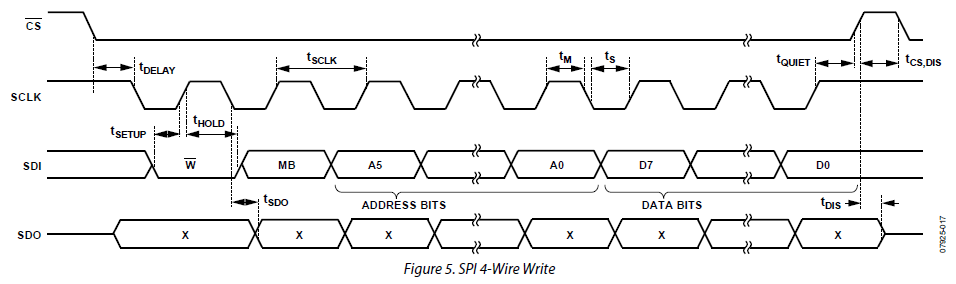 CS
tDELAY
tSCLK
tM
tS
tQUIET
tCS,DIS
SCLK
tSETUP
tHOLD
SDI
W
MB
A5
A0
D7
D0
tSDO
ADDRESS BITS
DATA BITS
tDIS
SDO
X
X
X
X
X
X
07925-017
Figure 5. SPI 4-Wire Write